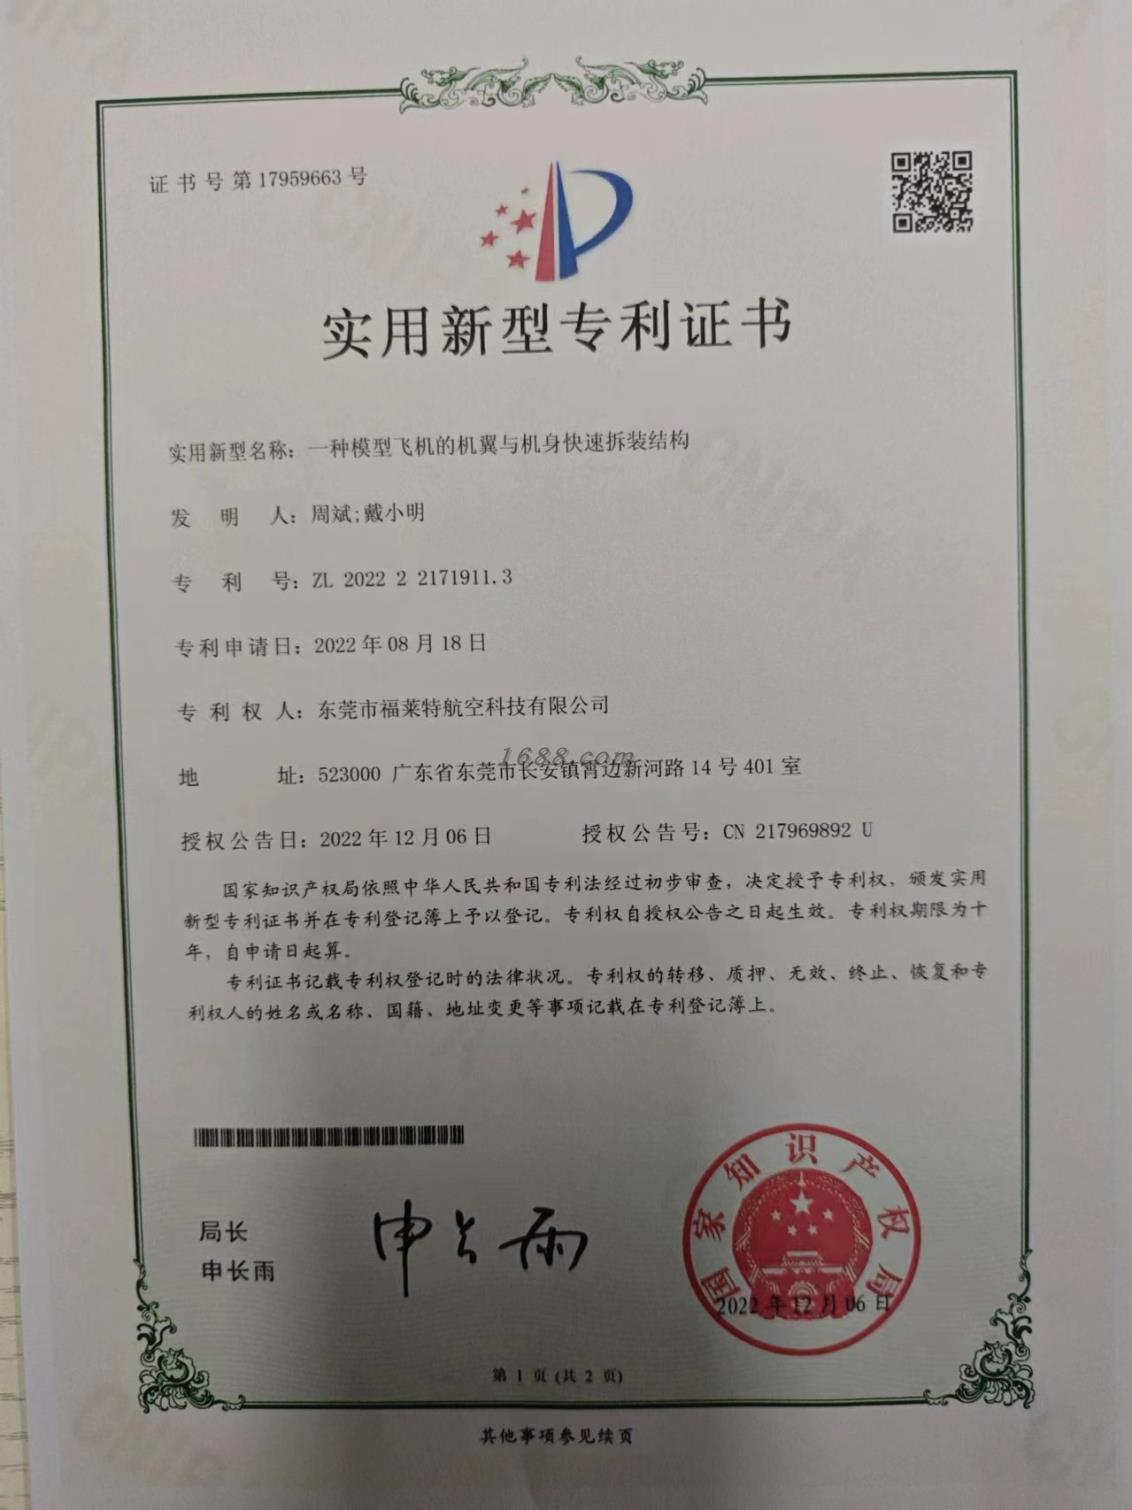 证书号第17959663号
实用新型专利证书
实用新型名称：一种模型飞机的机翼与机身快速拆装结构
发明人：周斌;戴小明
专利号：ZL 2022 2 2171911.3
专利申请日：2022年08月18日
专利权人：东莞市福莱特航空科技有限公司
1688.com
地址：523000 广东省东莞市长安镇霄边新河路14号401室
授权公告日：2022年12月06日 授权公告号：CN 217969892 U
国家知识产权局依照中华人民共和国专利法经过初步审查，决定授予专利权，颁发实用
新型专利证书并在专利登记簿上予以登记。专利权自授权公告之日起生效。专利权期限为十
年，自申请日起算。
专利证书记载专利权登记时的法律状况。专利权的转移、质押、无效、终止、恢复和专
利权人的姓名或名称、国籍、地址变更等事项记载在专利登记簿上。
局长
申长雨
申长雨
国家知识产权局
2022年12月06日
第 1 页 (共 2 页)
其他事项参见续页
CNIPA
CNIPA
CNIPA
CNIPA